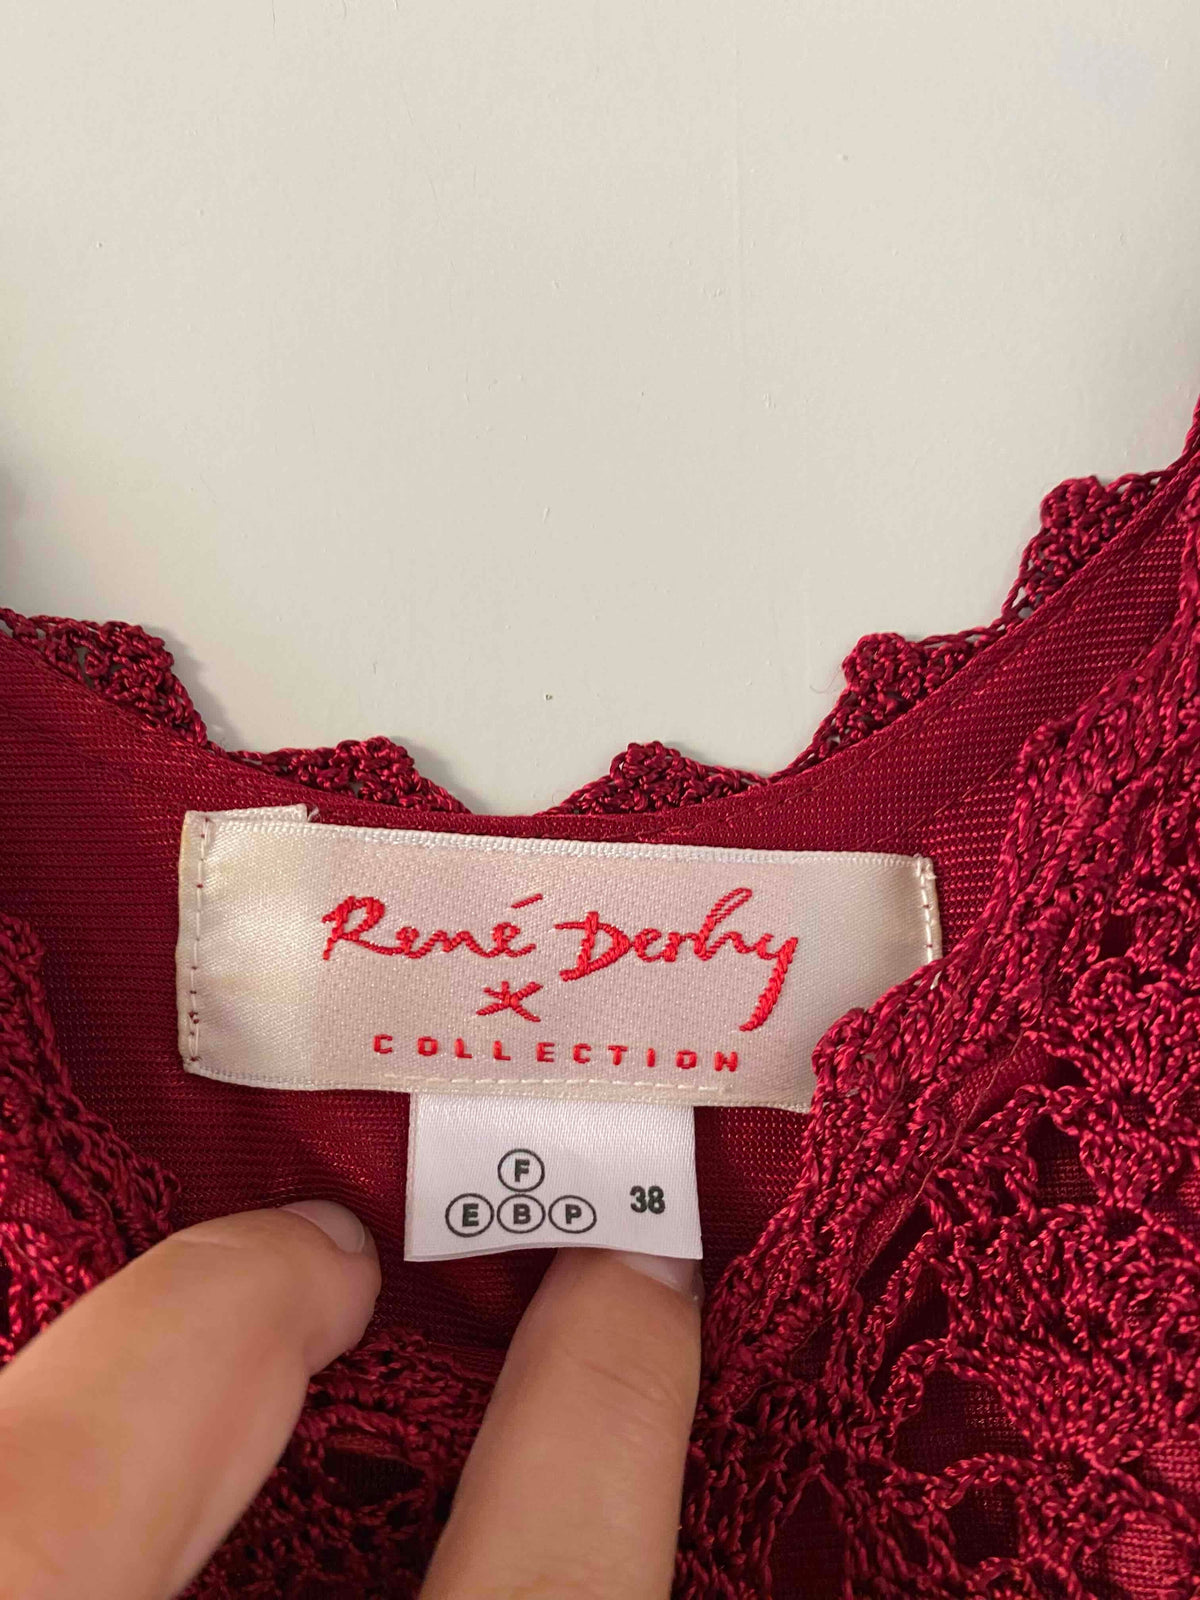 René Derhy
COLLECTION
F
E B P 38